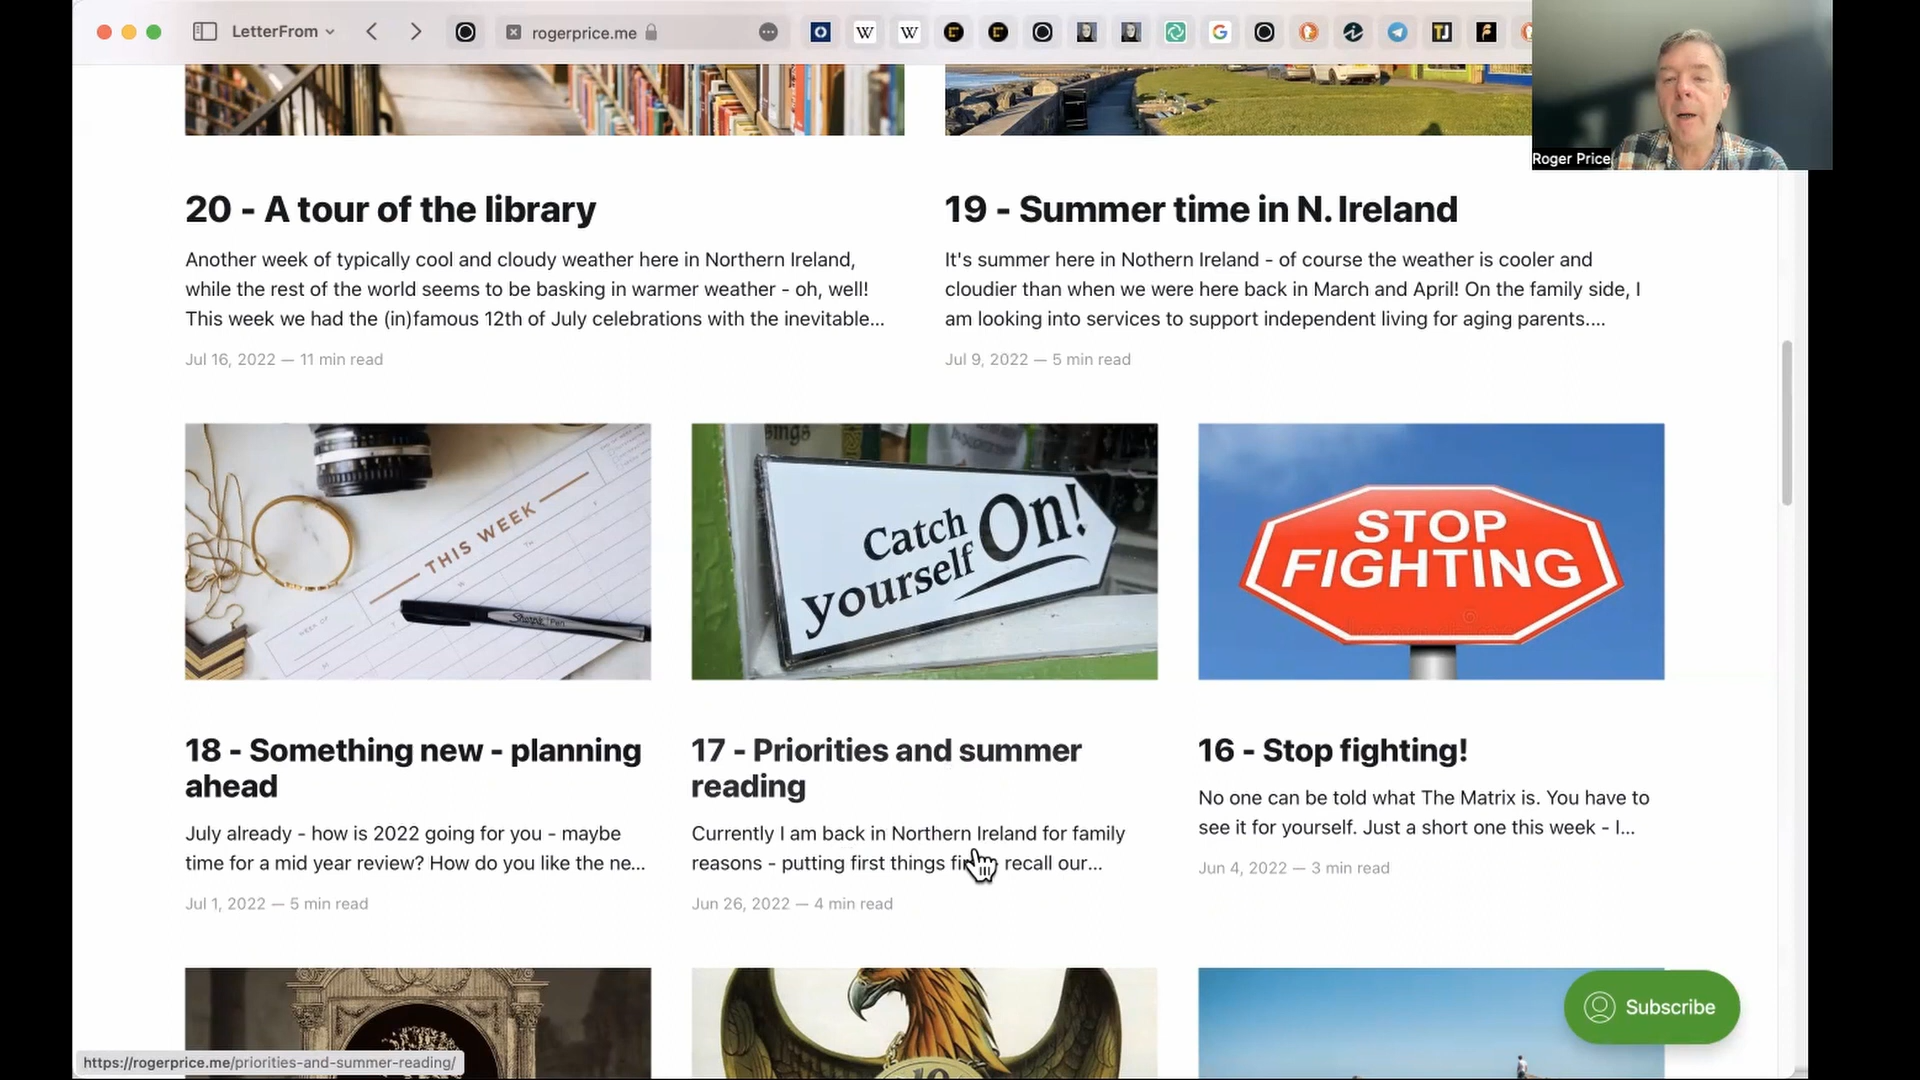 LetterFrom
rogerprice.me
Roger Price
20 - A tour of the library
Another week of typically cool and cloudy weather here in Northern Ireland,
while the rest of the world seems to be basking in warmer weather - oh, well!
This week we had the (in)famous 12th of July celebrations with the inevitable...
Jul 16, 2022 — 11 min read
19 - Summer time in N. Ireland
It's summer here in Nothern Ireland - of course the weather is cooler and
cloudier than when we were here back in March and April! On the family side, I
am looking into services to support independent living for aging parents....
Jul 9, 2022 — 5 min read
THIS WEEK
WEEK OF
Sharpie Pen
Catch
yourself On!
STOP
FIGHTING
18 - Something new - planning
ahead
July already - how is 2022 going for you - maybe
time for a mid year review? How do you like the ne...
Jul 1, 2022 — 5 min read
17 - Priorities and summer
reading
Currently I am back in Northern Ireland for family
reasons - putting first things recall our...
Jun 26, 2022 — 4 min read
16 - Stop fighting!
No one can be told what The Matrix is. You have to
see it for yourself. Just a short one this week - I...
Jun 4, 2022 — 3 min read
Subscribe
https://rogerprice.me/priorities-and-summer-reading/